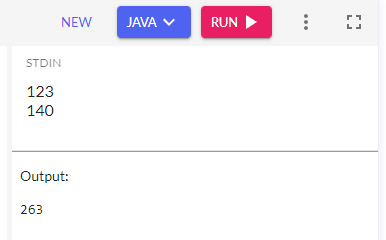 NEW JAVA RUN
STDIN
123
140
Output:
263